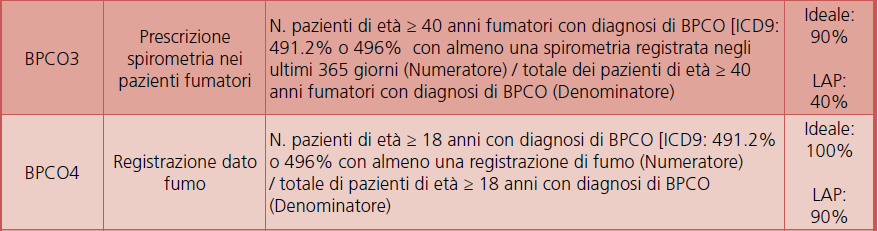 BPCO3
Prescrizione
spirometria nei
pazienti fumatori
N. pazienti di età ≥ 40 anni fumatori con diagnosi di BPCO [ICD9:
491.2% o 496%  con almeno una spirometria registrata negli
ultimi 365 giorni (Numeratore) / totale dei pazienti di età ≥ 40
anni fumatori con diagnosi di BPCO (Denominatore)
Ideale:
90%
LAP:
40%
BPCO4
Registrazione dato
fumo
N. pazienti di età ≥ 18 anni con diagnosi di BPCO [ICD9: 491.2%
o 496% con almeno una registrazione di fumo (Numeratore)
/ totale di pazienti di età ≥ 18 anni con diagnosi di BPCO
(Denominatore)
Ideale:
100%
LAP:
90%